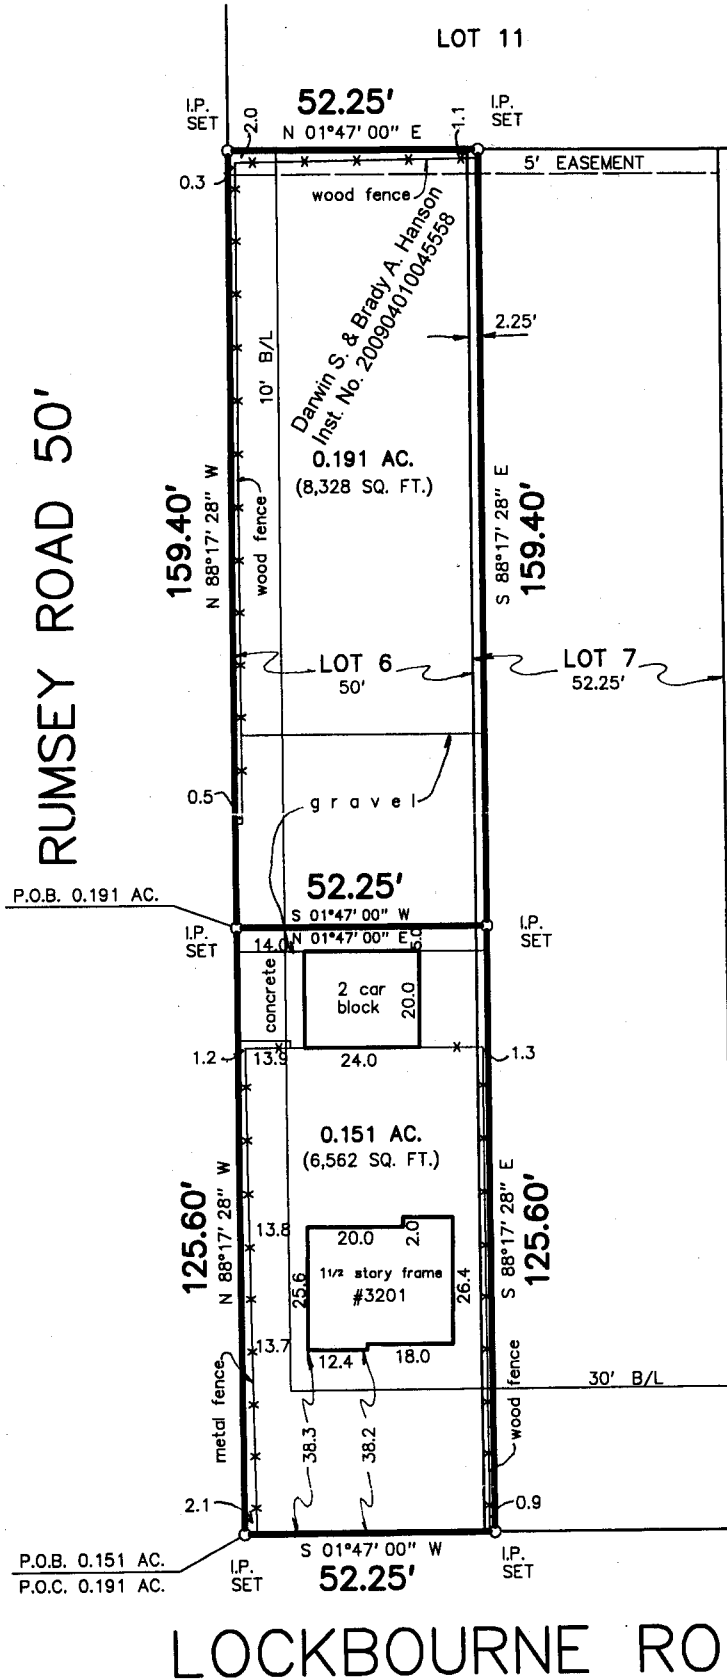 LOT 11
I.P.
SET
2.0
52.25'
N 01°47' 00" E
1.1
I.P.
SET
0.3
wood fence
5' EASEMENT
Darwin S. & Brady A. Hanson
Inst. No. 200904010045558
2.25'
10' B/L
0.191 AC.
(8,328 SQ. FT.)
RUMSEY ROAD 50'
159.40'
N 88°17' 28" W
wood fence
S 88°17' 28" E
159.40'
LOT 6
50'
LOT 7
52.25'
0.5
gravel
P.O.B. 0.191 AC.
52.25'
S 01°47' 00" W
N 01°47' 00" E
I.P.
SET
I.P.
SET
14.0
5.0
concrete
2 car
block
20.0
1.2
13.9
24.0
1.3
0.151 AC.
(6,562 SQ. FT.)
125.60'
N 88°17' 28" W
S 88°17' 28" E
125.60'
13.8
20.0
2.0
25.6
1 1/2 story frame
#3201
26.4
13.7
12.4
18.0
30' B/L
metal fence
38.3
38.2
wood fence
2.1
0.9
P.O.B. 0.151 AC.
P.O.C. 0.191 AC.
I.P.
SET
S 01°47' 00" W
52.25'
I.P.
SET
LOCKBOURNE RO